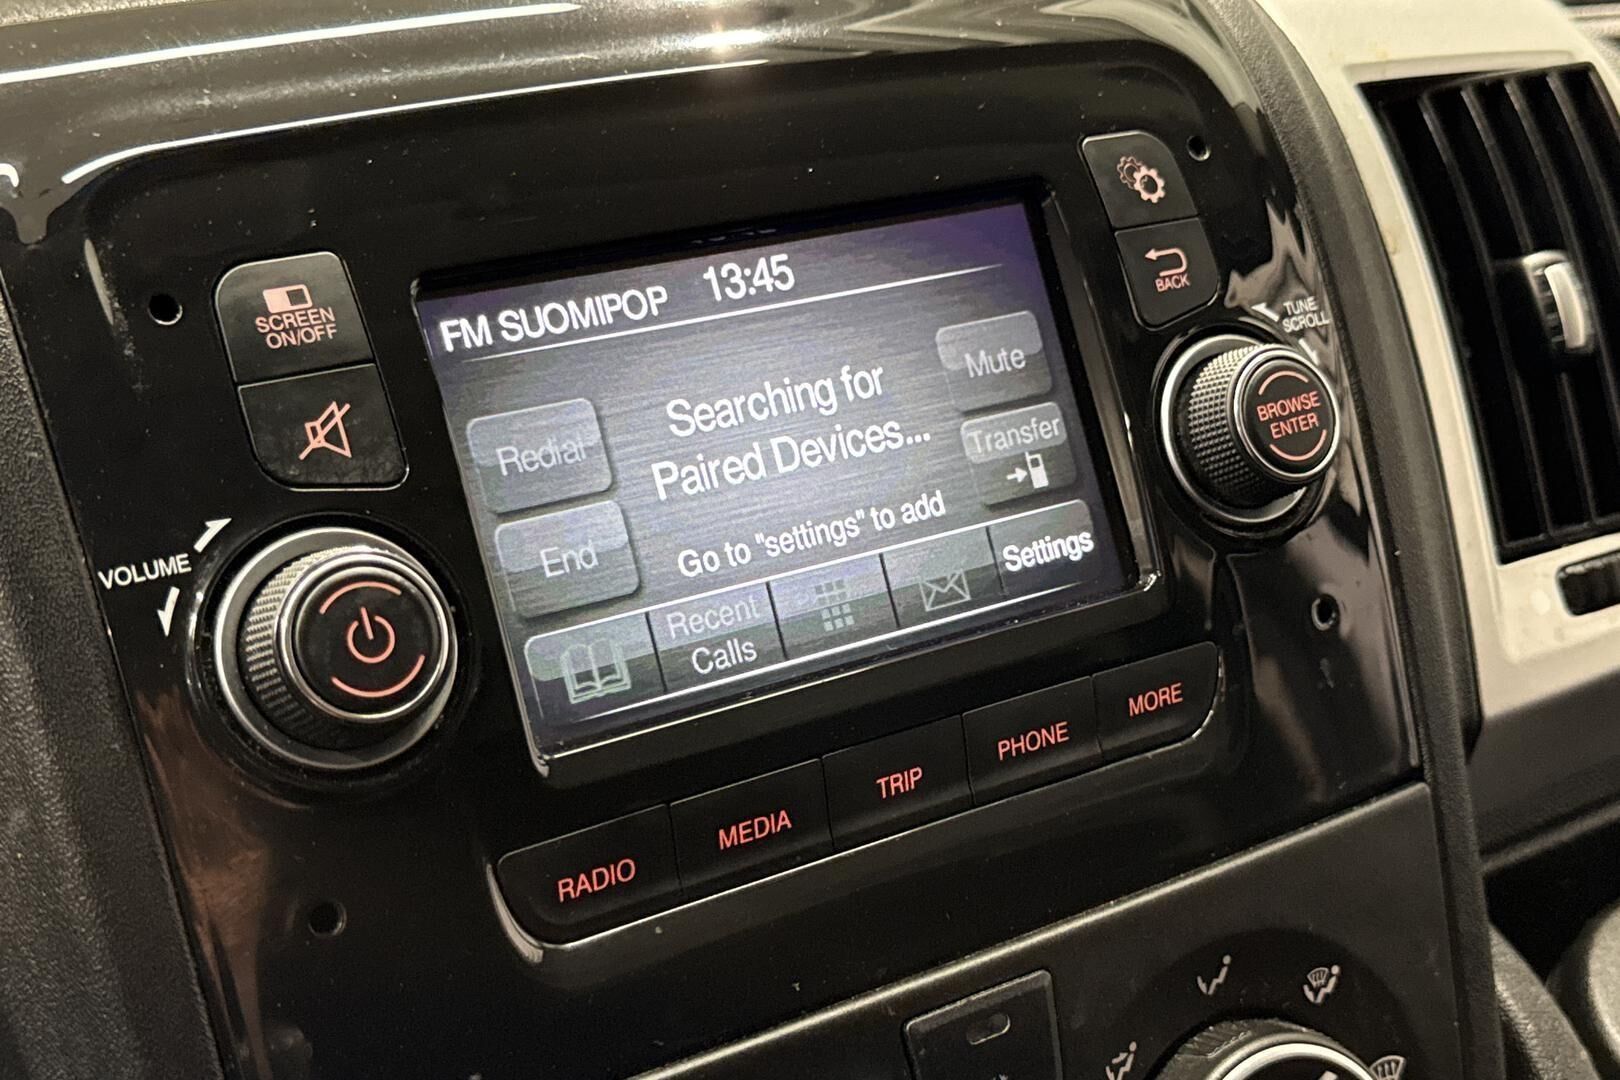 SCREEN
ON/OFF
VOLUME
FM SUOMIPOP 13:45
Redial
End
Searching for
Paired Devices...
Go to "settings" to add
Mute
Transfer
Recent
Calls
Settings
BACK
TUNE
SCROLL
BROWSE
ENTER
RADIO
MEDIA
TRIP
PHONE
MORE